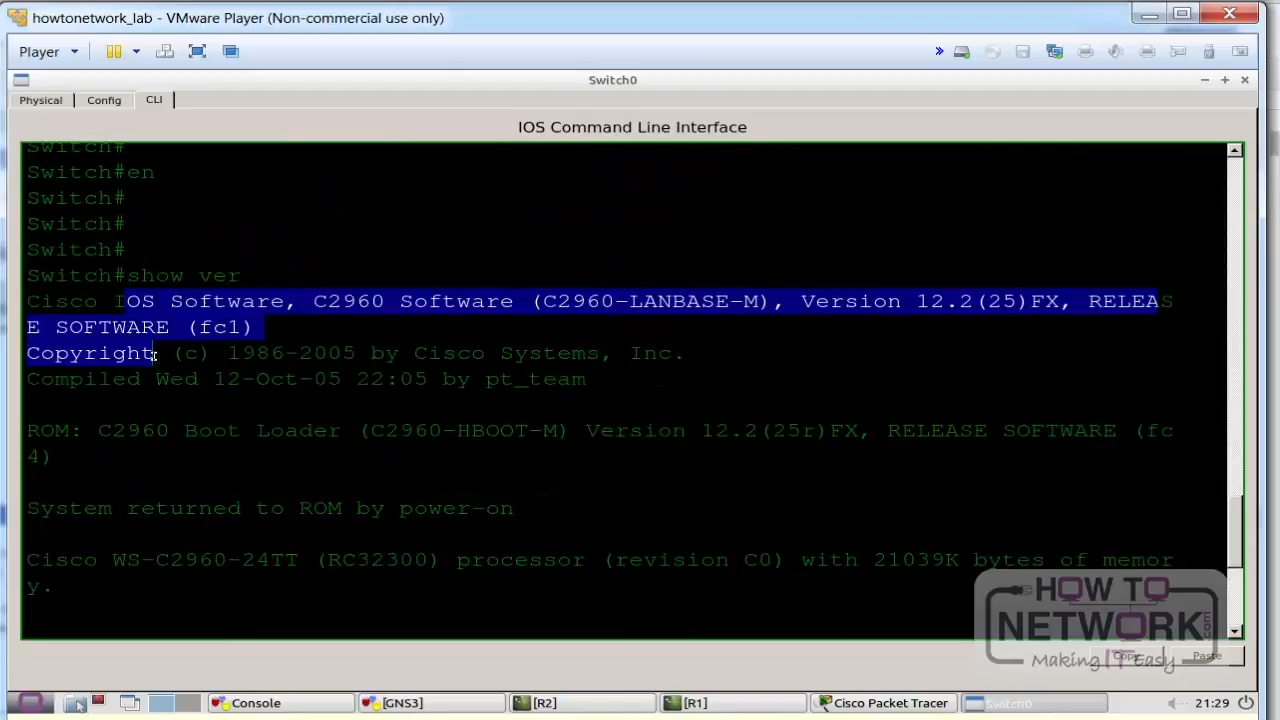 howtonetwork_lab - VMware Player (Non-commercial use only)
Player
Switch0
Physical Config CLI
IOS Command Line Interface
Switch#
Switch#en
Switch#
Switch#
Switch#
Switch#show ver
Cisco IOS Software, C2960 Software (C2960-LANBASE-M), Version 12.2(25)FX, RELEAS
E SOFTWARE (fc1)
Copyright (c) 1986-2005 by Cisco Systems, Inc.
Compiled Wed 12-Oct-05 22:05 by pt_team
ROM: C2960 Boot Loader (C2960-HBOOT-M) Version 12.2(25r)FX, RELEASE SOFTWARE (fc
4)
System returned to ROM by power-on
Cisco WS-C2960-24TT (RC32300) processor (revision C0) with 21039K bytes of memor
y.
HOW TO
NETWORK.com
Making IT Easy
Copy Paste
Console [GNS3] [R2] [R1] Cisco Packet Tracer Switch0 21:29